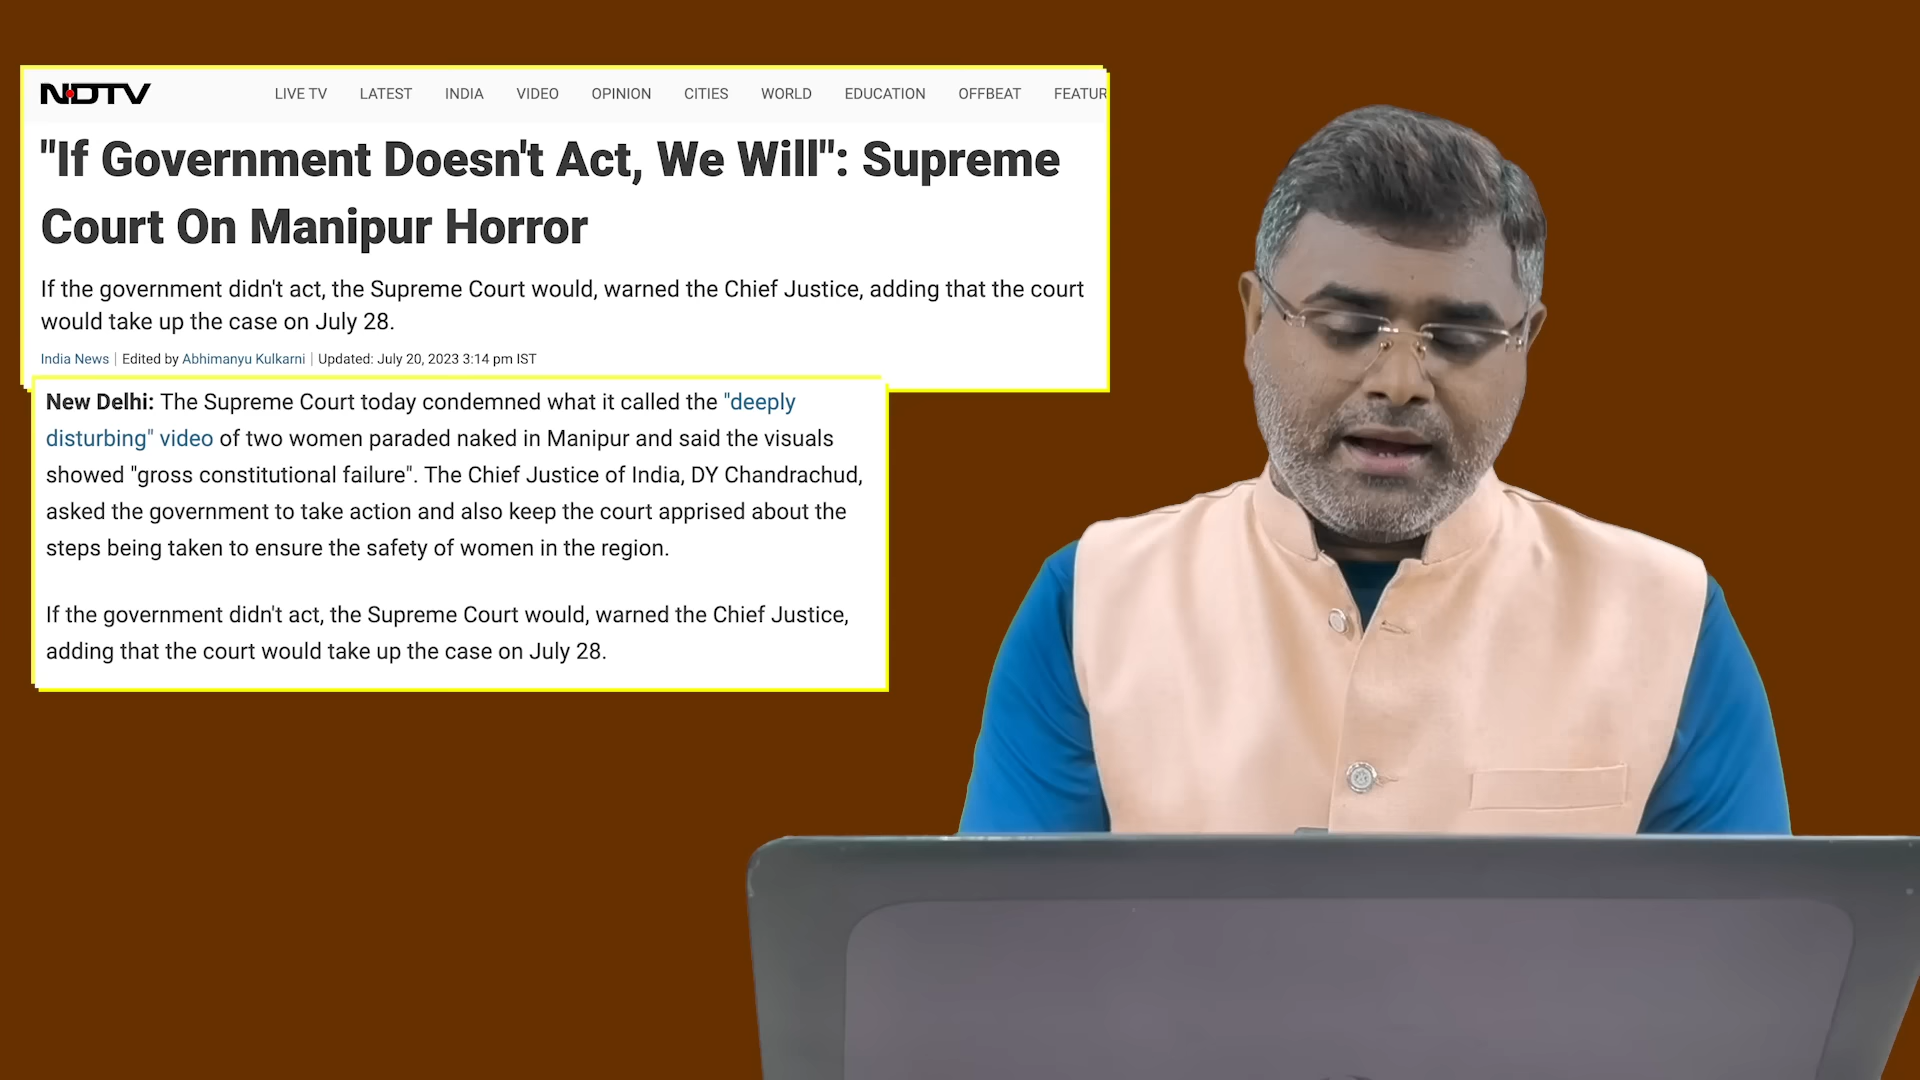 NDTV
LIVE TV LATEST INDIA VIDEO OPINION CITIES WORLD EDUCATION OFFBEAT FEATUR
"If Government Doesn't Act, We Will": Supreme
Court On Manipur Horror
If the government didn't act, the Supreme Court would, warned the Chief Justice, adding that the court
would take up the case on July 28.
India News | Edited by Abhimanyu Kulkarni | Updated: July 20, 2023 3:14 pm IST
New Delhi: The Supreme Court today condemned what it called the "deeply
disturbing" video of two women paraded naked in Manipur and said the visuals
showed "gross constitutional failure". The Chief Justice of India, DY Chandrachud,
asked the government to take action and also keep the court apprised about the
steps being taken to ensure the safety of women in the region.
If the government didn't act, the Supreme Court would, warned the Chief Justice,
adding that the court would take up the case on July 28.